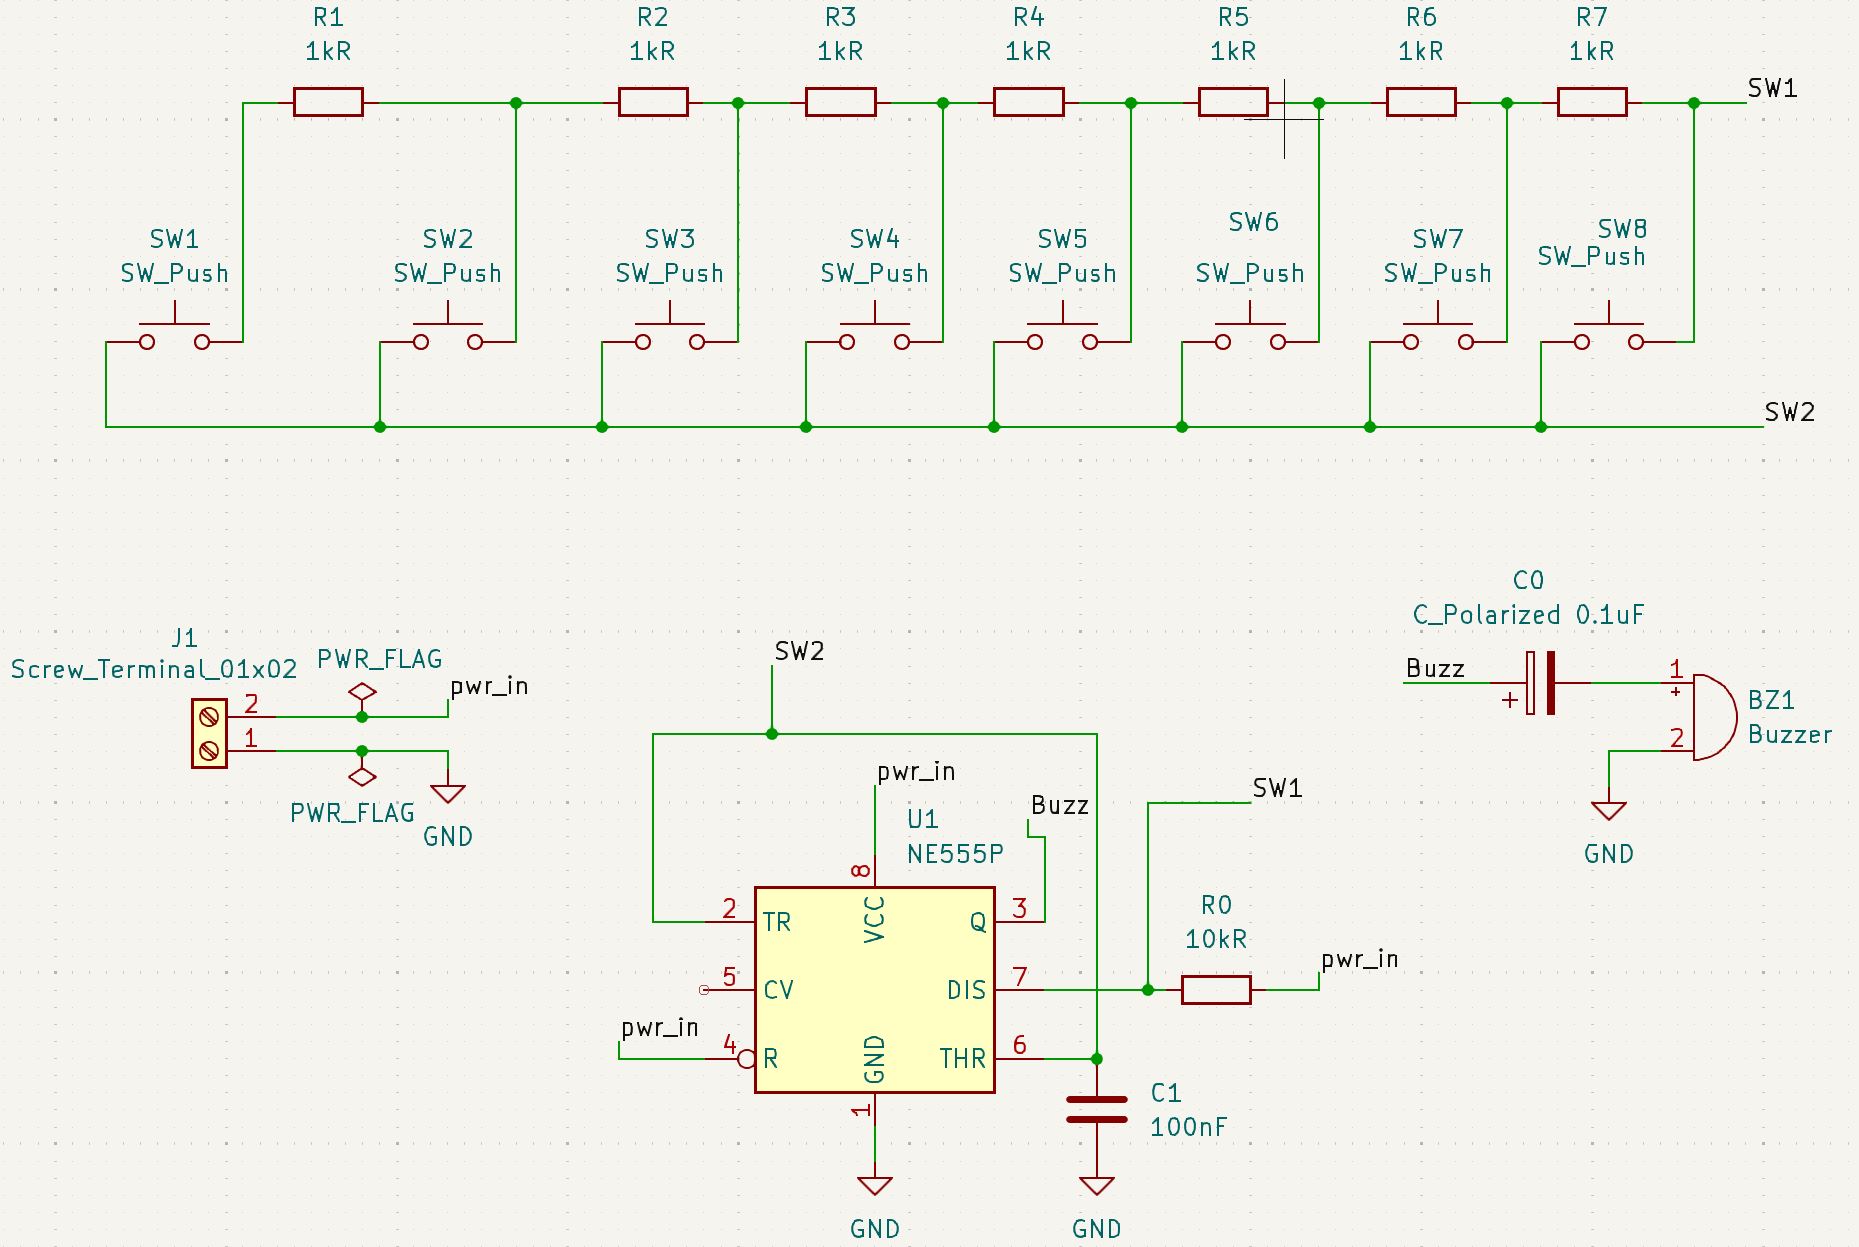 R1
1kR
R2
1kR
R3
1kR
R4
1kR
R5
1kR
R6
1kR
R7
1kR
SW1
SW1
SW_Push
SW2
SW_Push
SW3
SW_Push
SW4
SW_Push
SW5
SW_Push
SW6
SW_Push
SW7
SW_Push
SW8
SW_Push
SW2
J1
Screw_Terminal_01x02
PWR_FLAG
pwr_in
2
1
PWR_FLAG
GND
SW2
pwr_in
U1
NE555P
Buzz
SW1
8
VCC
2
TR
Q
3
5
CV
DIS
7
pwr_in
4
R
GND
THR
6
1
GND
R0
10kR
pwr_in
C1
100nF
GND
C0
C_Polarized 0.1uF
Buzz
+
1
+
2
BZ1
Buzzer
GND